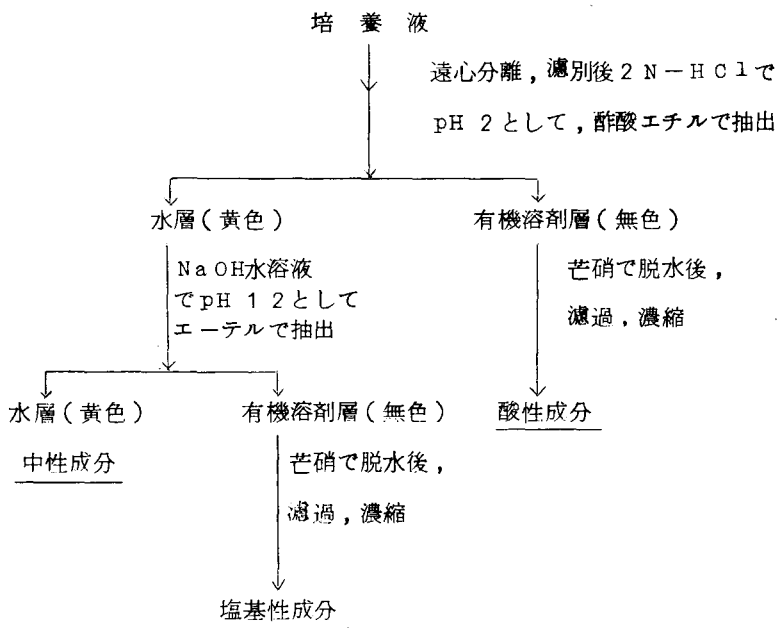 培養液
遠心分離,濾別後2N-HClで
pH 2として,酢酸エチルで抽出
水層(黄色)
有機溶剤層(無色)
NaOH水溶液
でpH 12として
エーテルで抽出
芒硝で脱水後,
濾過,濃縮
水層(黄色)
有機溶剤層(無色)
酸性成分
中性成分
芒硝で脱水後,
濾過,濃縮
塩基性成分